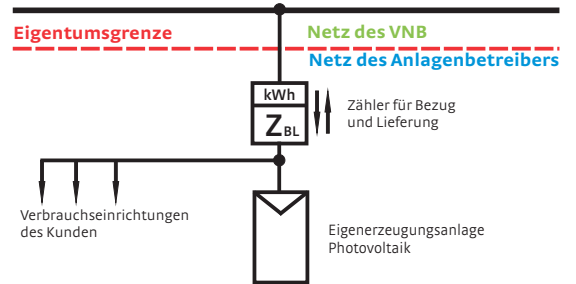 Eigentumsgrenze
Netz des VNB
Netz des Anlagenbetreibers
kWh
ZBL
Zähler für Bezug
und Lieferung
Verbrauchseinrichtungen
des Kunden
Eigenerzeugungsanlage
Photovoltaik